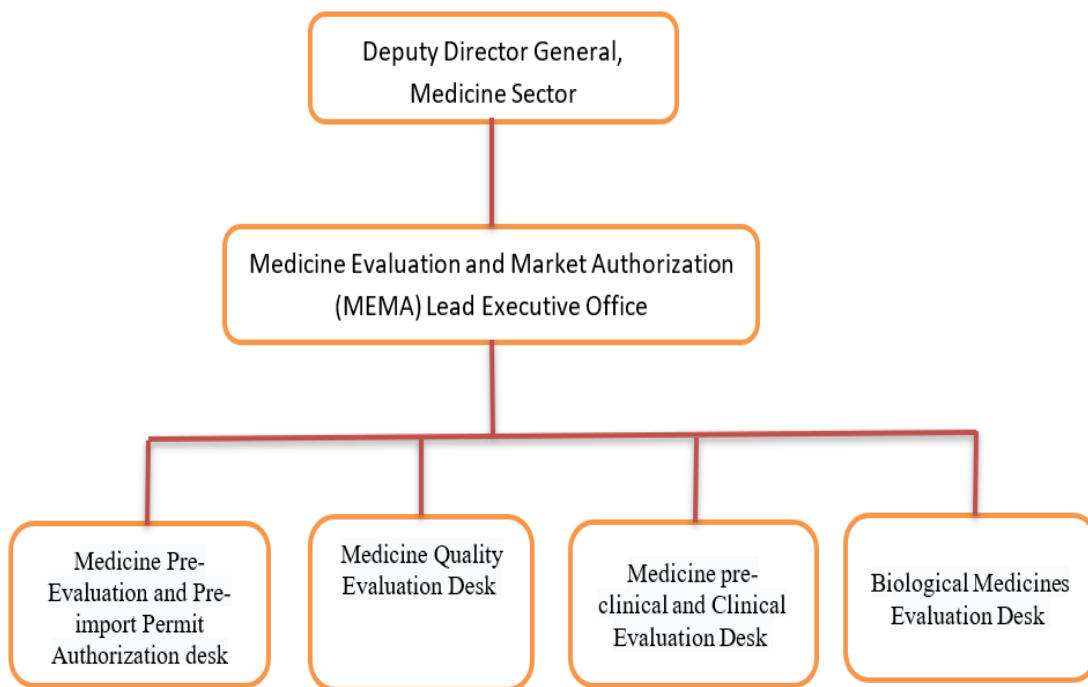 Deputy Director General,
Medicine Sector
Medicine Evaluation and Market Authorization
(MEMA) Lead Executive Office
Medicine Pre-
Evaluation and Pre-
import Permit
Authorization desk
Medicine Quality
Evaluation Desk
Medicine pre-
clinical and Clinical
Evaluation Desk
Biological Medicines
Evaluation Desk